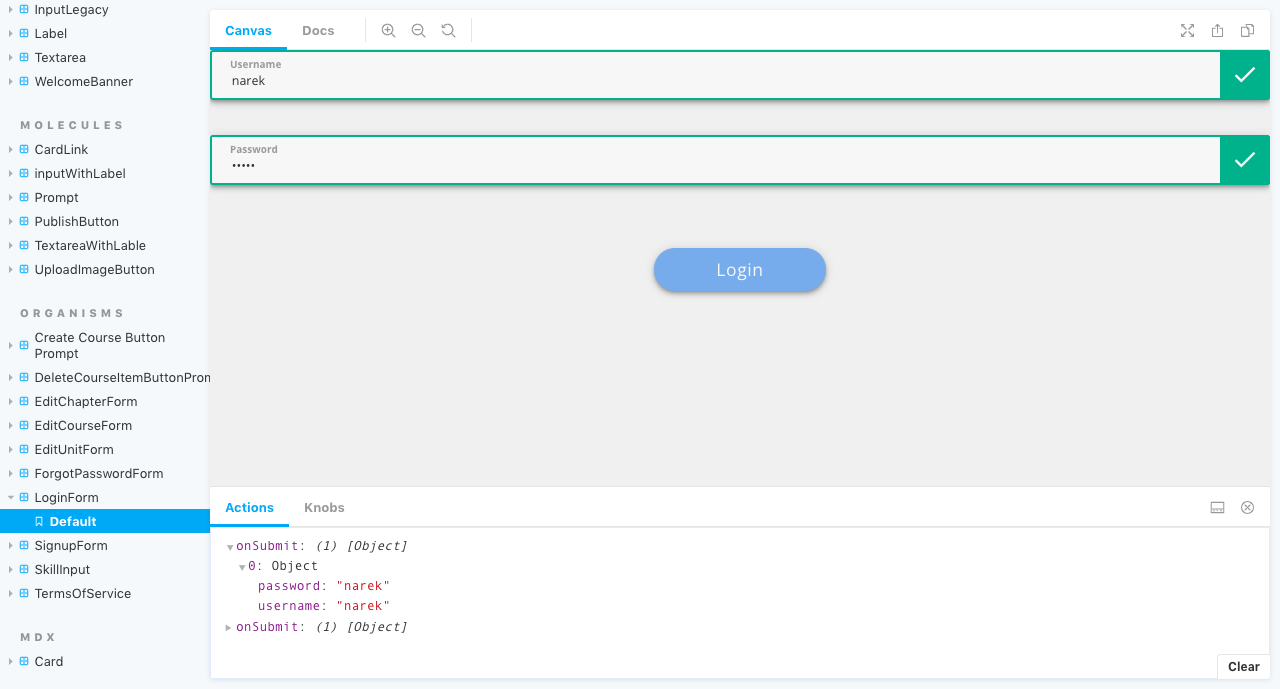 InputLegacy
Label
Textarea
WelcomeBanner
MOLECULES
CardLink
inputWithLabel
Prompt
PublishButton
TextareaWithLable
UploadImageButton
ORGANISMS
Create Course Button
Prompt
DeleteCourseItemButtonProm
EditChapterForm
EditCourseForm
EditUnitForm
ForgotPasswordForm
LoginForm
Default
SignupForm
SkillInput
TermsOfService
MDX
Card
Canvas Docs
Username
narek
Password
•••••
Login
Actions Knobs
onSubmit: (1) [Object]
0: Object
password: "narek"
username: "narek"
onSubmit: (1) [Object]
Clear